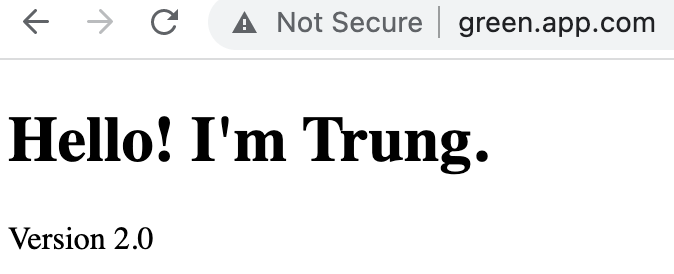 Not Secure | green.app.com
Hello! I'm Trung.
Version 2.0